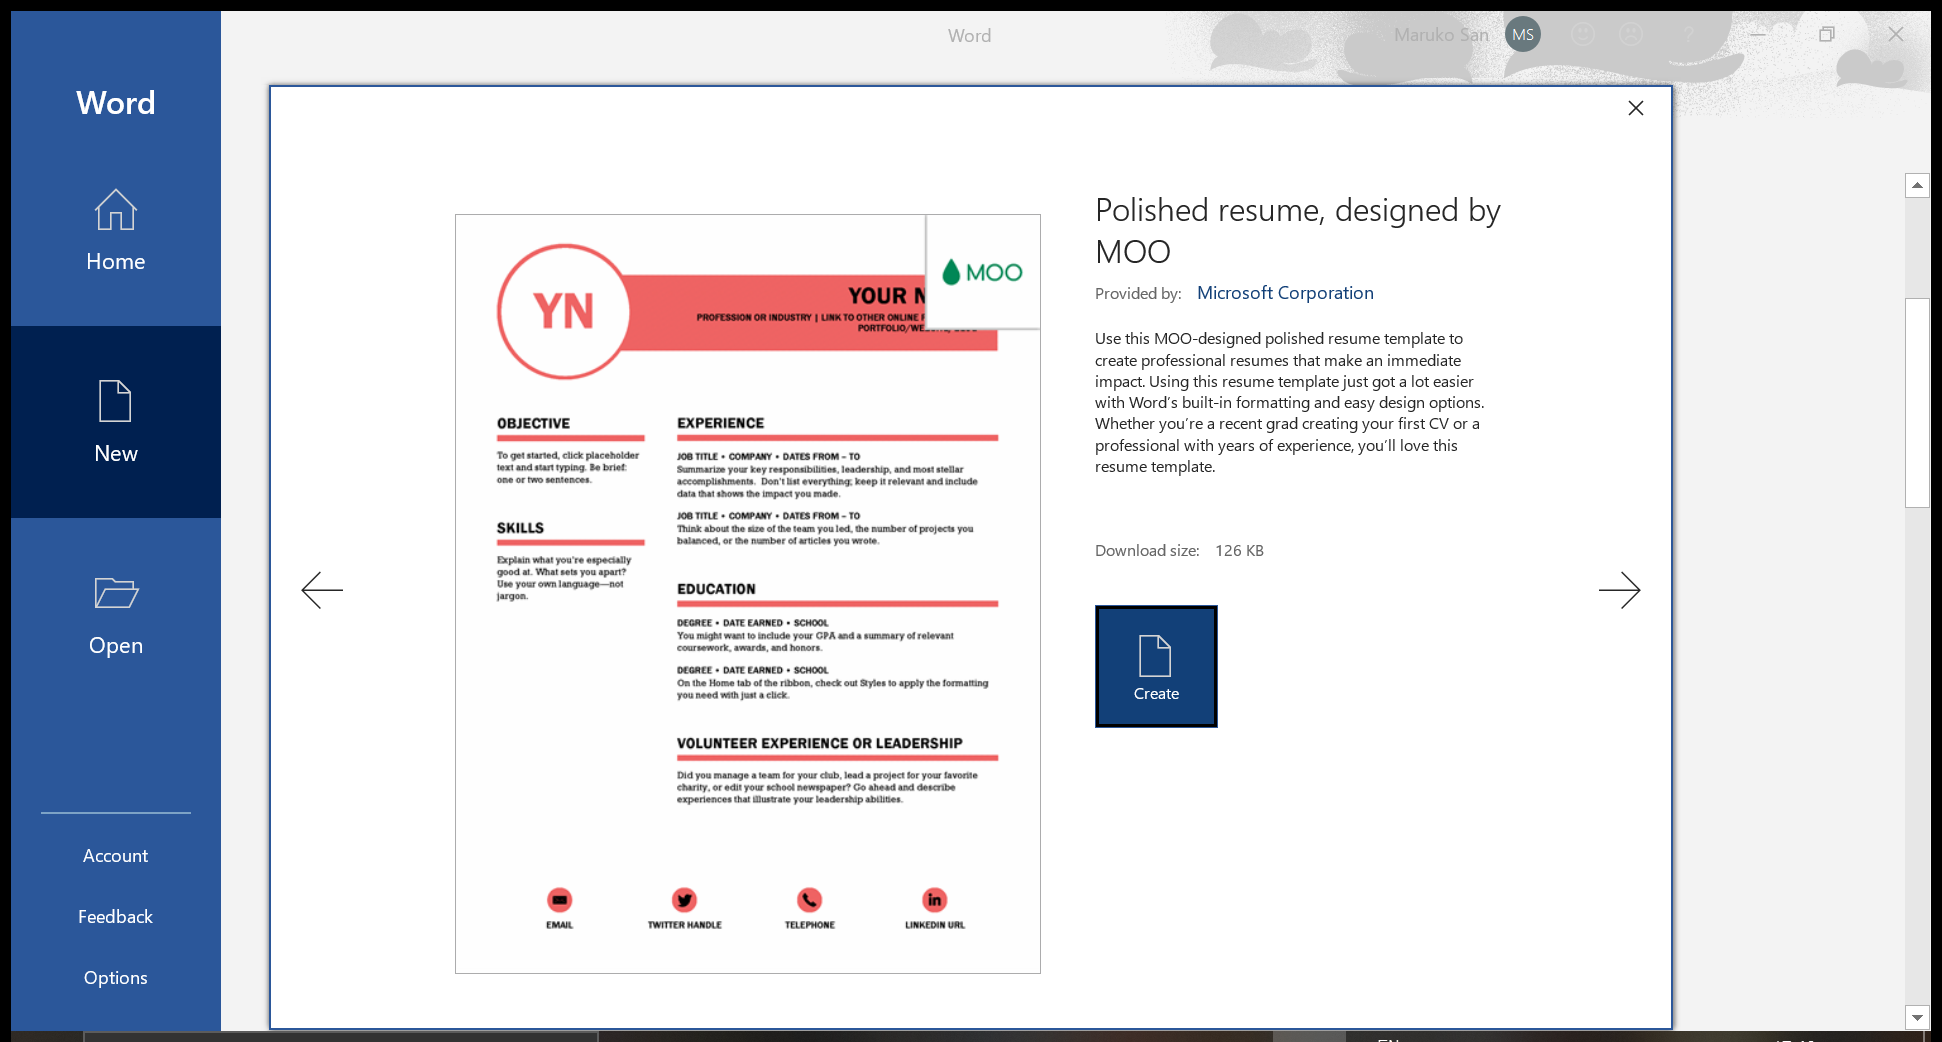 Word
Maruko San
MS
?
Word
Home
New
Open
Account
Feedback
Options
YN
YOUR
MOO
PROFESSION OR INDUSTRY | LINK TO OTHER ONLINE
OBJECTIVE
To get started, click placeholder
text and start typing. Be brief:
one or two sentences.
SKILLS
Explain what you're especially
good at. What sets you apart?
Use your own language—not
jargon.
EXPERIENCE
JOB TITLE • COMPANY • DATES FROM – TO
Summarize your key responsibilities, leadership, and most stellar
accomplishments. Don't list everything; keep it relevant and include
data that shows the impact you made.
JOB TITLE • COMPANY • DATES FROM – TO
Think about the size of the team you led, the number of projects you
balanced, or the number of articles you wrote.
EDUCATION
DEGREE • DATE EARNED • SCHOOL
You might want to include your GPA and a summary of relevant
coursework, awards, and honors.
DEGREE • DATE EARNED • SCHOOL
On the Home tab of the ribbon, check out Styles to apply the formatting
you need with just a click.
VOLUNTEER EXPERIENCE OR LEADERSHIP
Did you manage a team for your club, lead a project for your favorite
charity, or edit your school newspaper? Go ahead and describe
experiences that illustrate your leadership abilities.
EMAIL
TWITTER HANDLE
TELEPHONE
in
LINKEDIN URL
Polished resume, designed by
MOO
Provided by: Microsoft Corporation
Use this MOO-designed polished resume template to
create professional resumes that make an immediate
impact. Using this resume template just got a lot easier
with Word's built-in formatting and easy design options.
Whether you're a recent grad creating your first CV or a
professional with years of experience, you'll love this
resume template.
Download size: 126 KB
Create